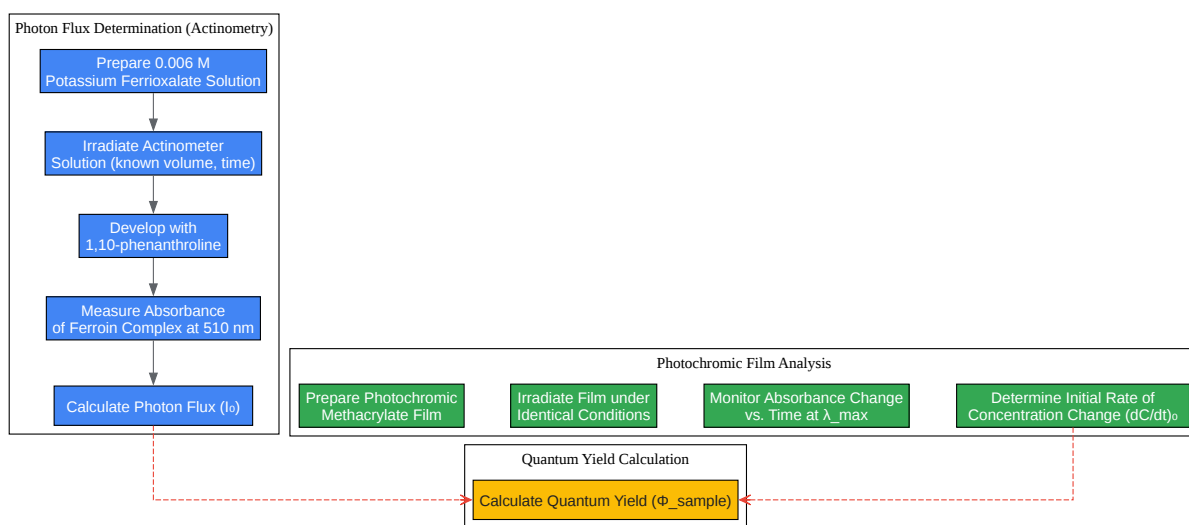 Photon Flux Determination (Actinometry)
Prepare 0.006 M
Potassium Ferrioxalate Solution
Irradiate Actinometer
Solution (known volume, time)
Develop with
1,10-phenanthroline
Measure Absorbance
of Ferroin Complex at 510 nm
Calculate Photon Flux (I₀)
Photochromic Film Analysis
Prepare Photochromic
Methacrylate Film
Irradiate Film under
Identical Conditions
Monitor Absorbance Change
vs. Time at λ_max
Determine Initial Rate of
Concentration Change (dC/dt)₀
Quantum Yield Calculation
Calculate Quantum Yield (Φ_sample)